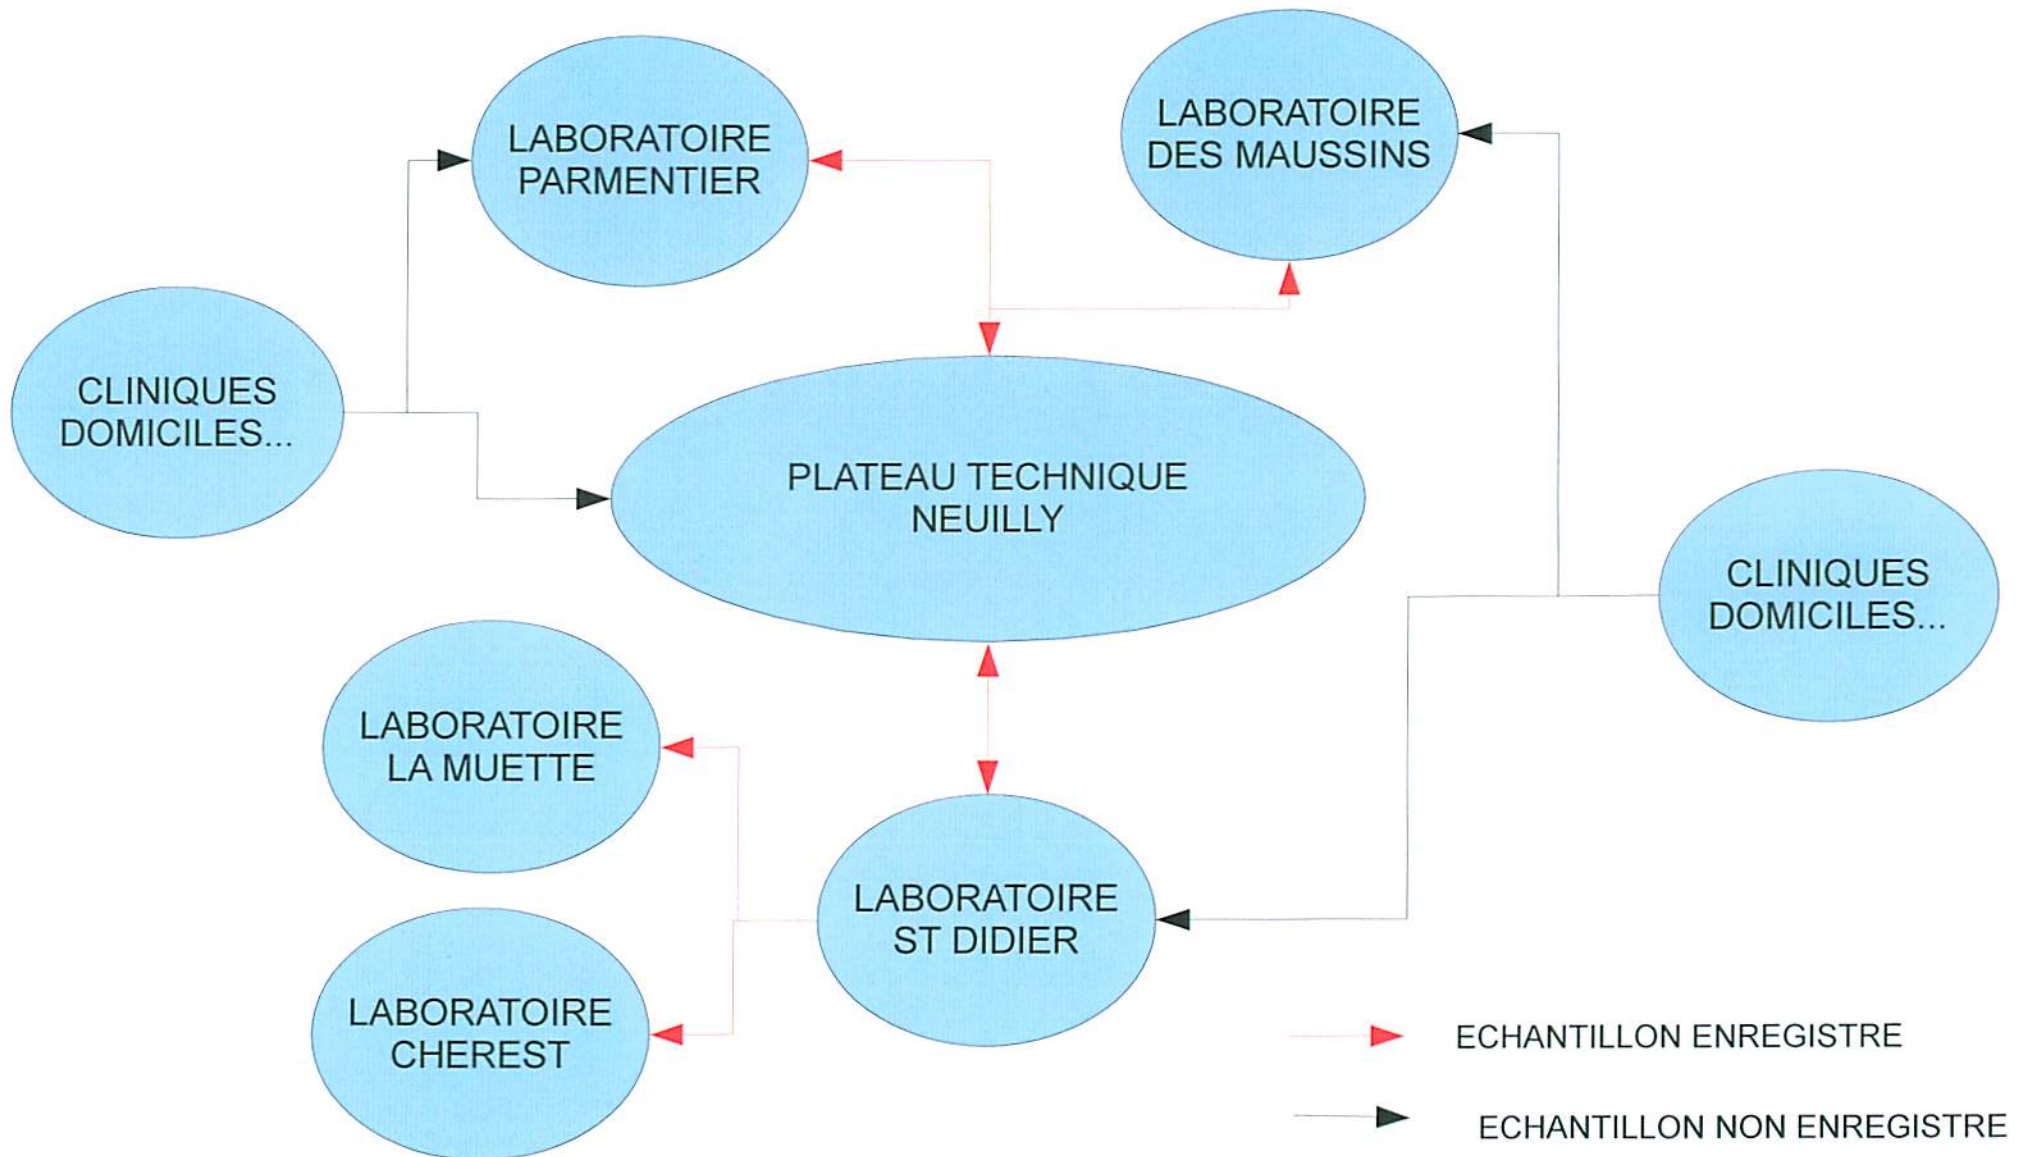 LABORATOIRE
PARMENTIER
LABORATOIRE
DES MAUSSINS
CLINIQUES
DOMICILES...
PLATEAU TECHNIQUE
NEUILLY
CLINIQUES
DOMICILES...
LABORATOIRE
LA MUETTE
LABORATOIRE
ST DIDIER
LABORATOIRE
CHEREST
ECHANTILLON ENREGISTRE
ECHANTILLON NON ENREGISTRE